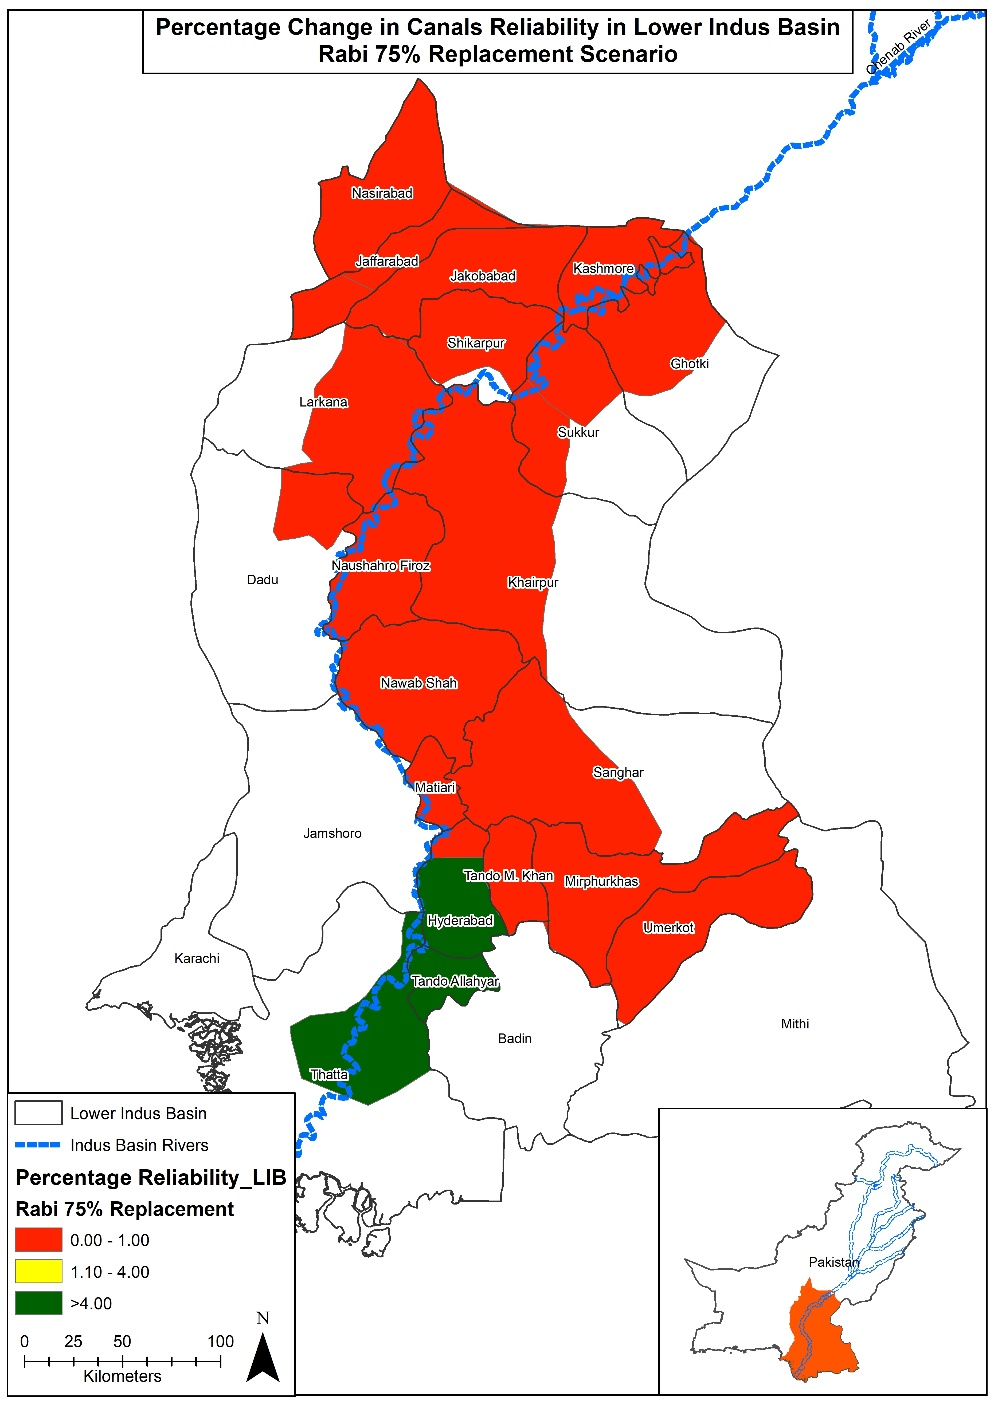 Percentage Change in Canals Reliability in Lower Indus Basin
Rabi 75% Replacement Scenario
Chenab River
Nasirabad
Jaffarabad
Jakobabad
Kashmore
Shikarpur
Ghotki
Larkana
Sukkur
Naushahro Firoz
Dadu
Khairpur
Nawab Shah
Sanghar
Matiari
Jamshoro
Tando M. Khan
Mirphurkhas
Hyderabad
Umerkot
Karachi
Tando Allahyar
Mithi
Badin
Thatta
Lower Indus Basin
Indus Basin Rivers
Percentage Reliability_LIB
Rabi 75% Replacement
0.00 - 1.00
1.10 - 4.00
>4.00
N
0 25 50 100
Kilometers
Pakistan